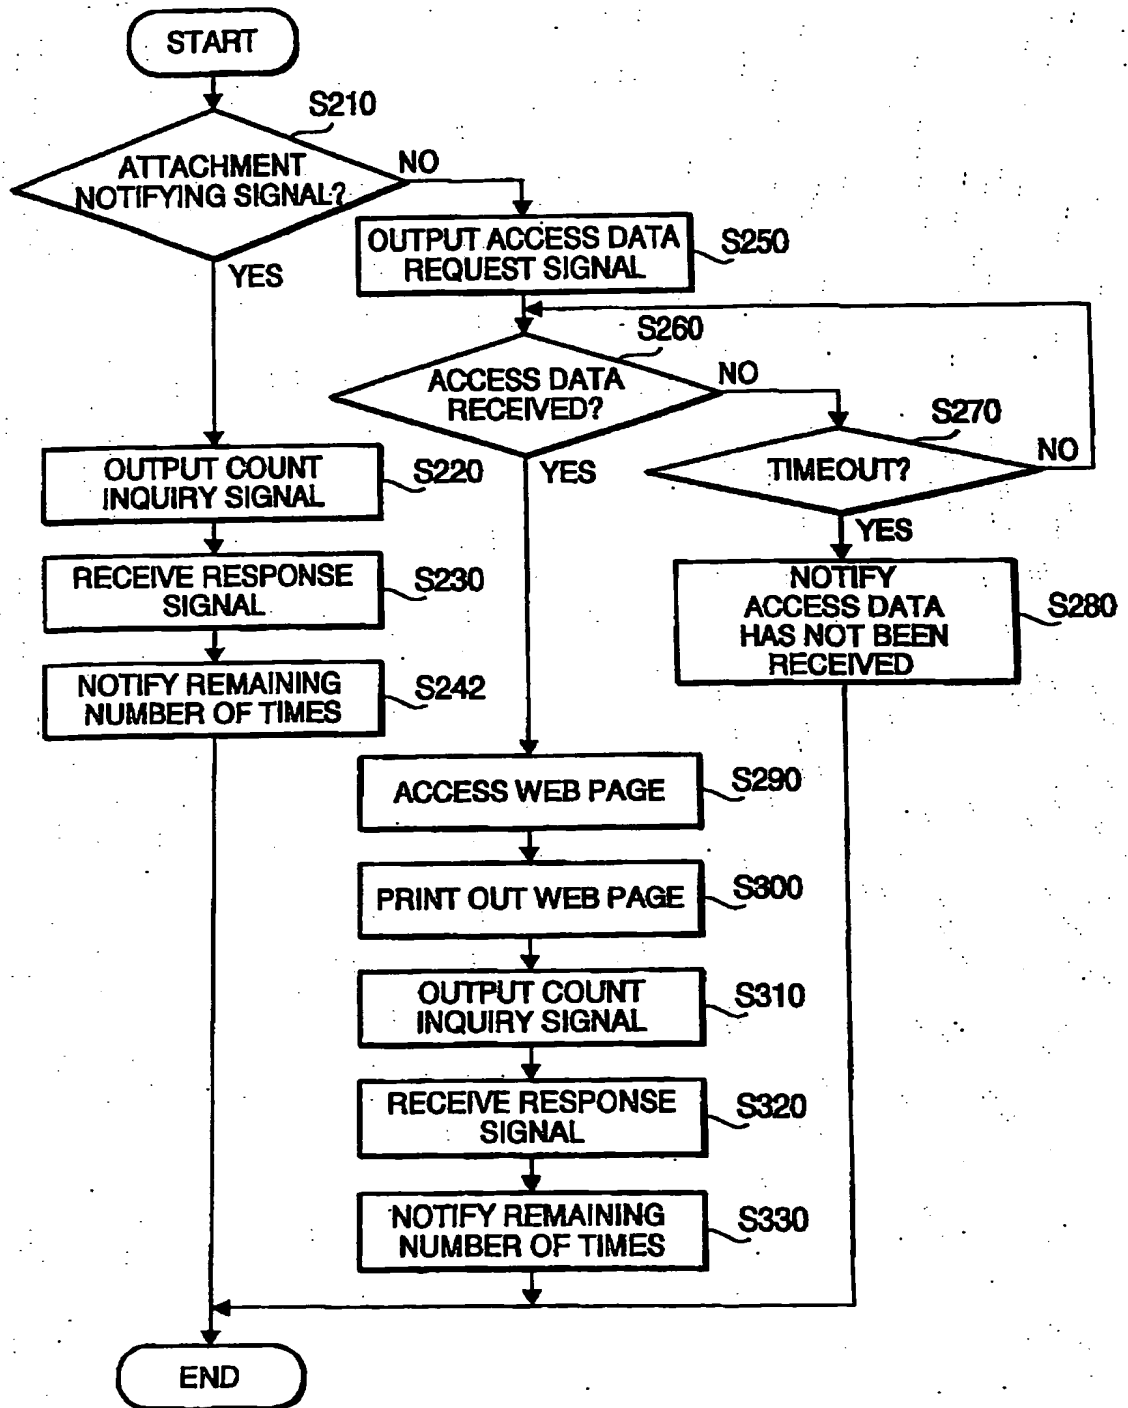 START
S210
ATTACHMENT
NOTIFYING SIGNAL?
NO
YES
OUTPUT ACCESS DATA
REQUEST SIGNAL
S250
S260
ACCESS DATA
RECEIVED?
NO
YES
S270
TIMEOUT?
NO
YES
OUTPUT COUNT
INQUIRY SIGNAL
S220
RECEIVE RESPONSE
SIGNAL
S230
NOTIFY REMAINING
NUMBER OF TIMES
S242
NOTIFY
ACCESS DATA
HAS NOT BEEN
RECEIVED
S280
ACCESS WEB PAGE
S290
PRINT OUT WEB PAGE
S300
OUTPUT COUNT
INQUIRY SIGNAL
S310
RECEIVE RESPONSE
SIGNAL
S320
NOTIFY REMAINING
NUMBER OF TIMES
S330
END